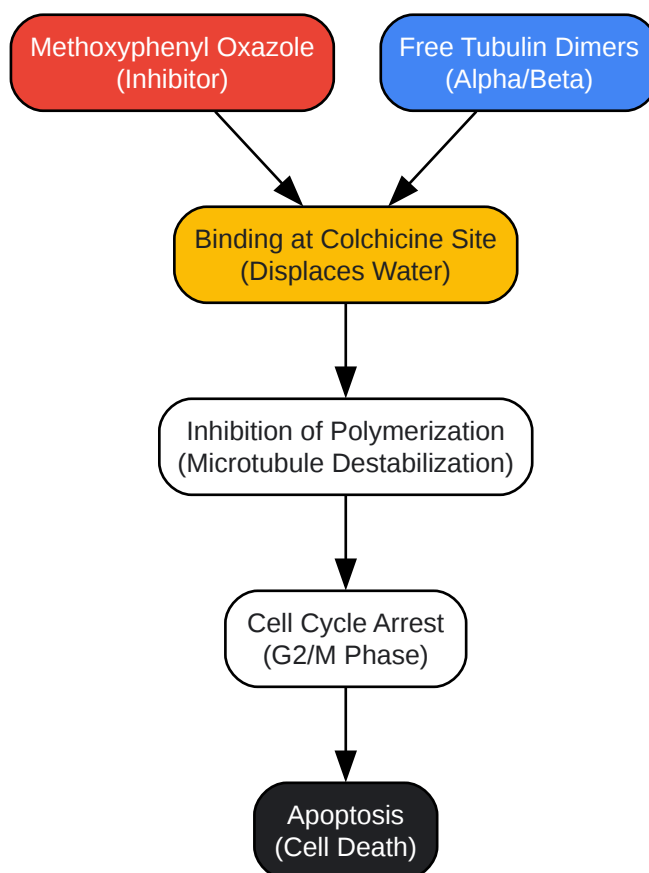 Methoxyphenyl Oxazole
(Inhibitor)
Free Tubulin Dimers
(Alpha/Beta)
Binding at Colchicine Site
(Displaces Water)
Inhibition of Polymerization
(Microtubule Destabilization)
Cell Cycle Arrest
(G2/M Phase)
Apoptosis
(Cell Death)